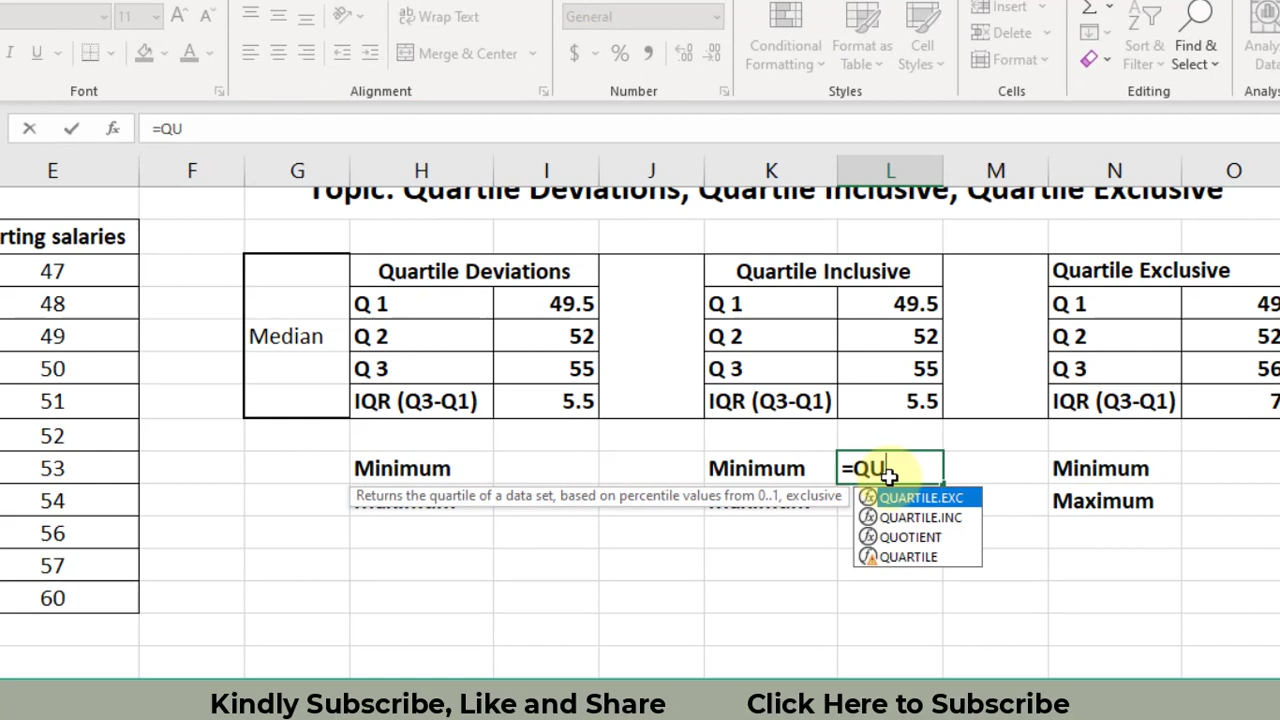 11
Wrap Text
General
Insert
I U A
Merge & Center
$ % 9
Conditional Formatting
Format as Table
Cell Styles
Delete
Format
Sort & Filter
Find & Select
Font
Alignment
Number
Styles
Cells
Editing
fx =QU
E F G H I J K L M N O
Topic: Quartile Deviations, Quartile Inclusive, Quartile Exclusive
rting salaries
47 Quartile Deviations Quartile Inclusive Quartile Exclusive
48 Q 1 49.5 Q 1 49.5 Q 1
49 Median Q 2 52 Q 2 52 Q 2
50 Q 3 55 Q 3 55 Q 3
51 IQR (Q3-Q1) 5.5 IQR (Q3-Q1) 5.5 IQR (Q3-Q1)
52
53 Minimum Minimum =QU Minimum
Returns the quartile of a data set, based on percentile values from 0..1, exclusive
QUARTILE.EXC
54 Maximum
QUARTILE.INC
56 QUOTIENT
57 QUARTILE
60
Kindly Subscribe, Like and Share Click Here to Subscribe